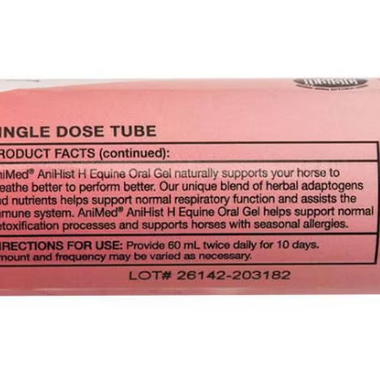 INGLE DOSE TUBE
RODUCT FACTS (continued):
niMed® AniHist H Equine Oral Gel naturally supports your horse to
eathe better to perform better. Our unique blend of herbal adaptogens
nd nutrients helps support normal respiratory function and assists the
mune system. AniMed® AniHist H Equine Oral Gel helps support normal
etoxification processes and supports horses with seasonal allergies.
IRECTIONS FOR USE: Provide 60 mL twice daily for 10 days.
mount and frequency may be varied as necessary.
LOT# 26142-203182